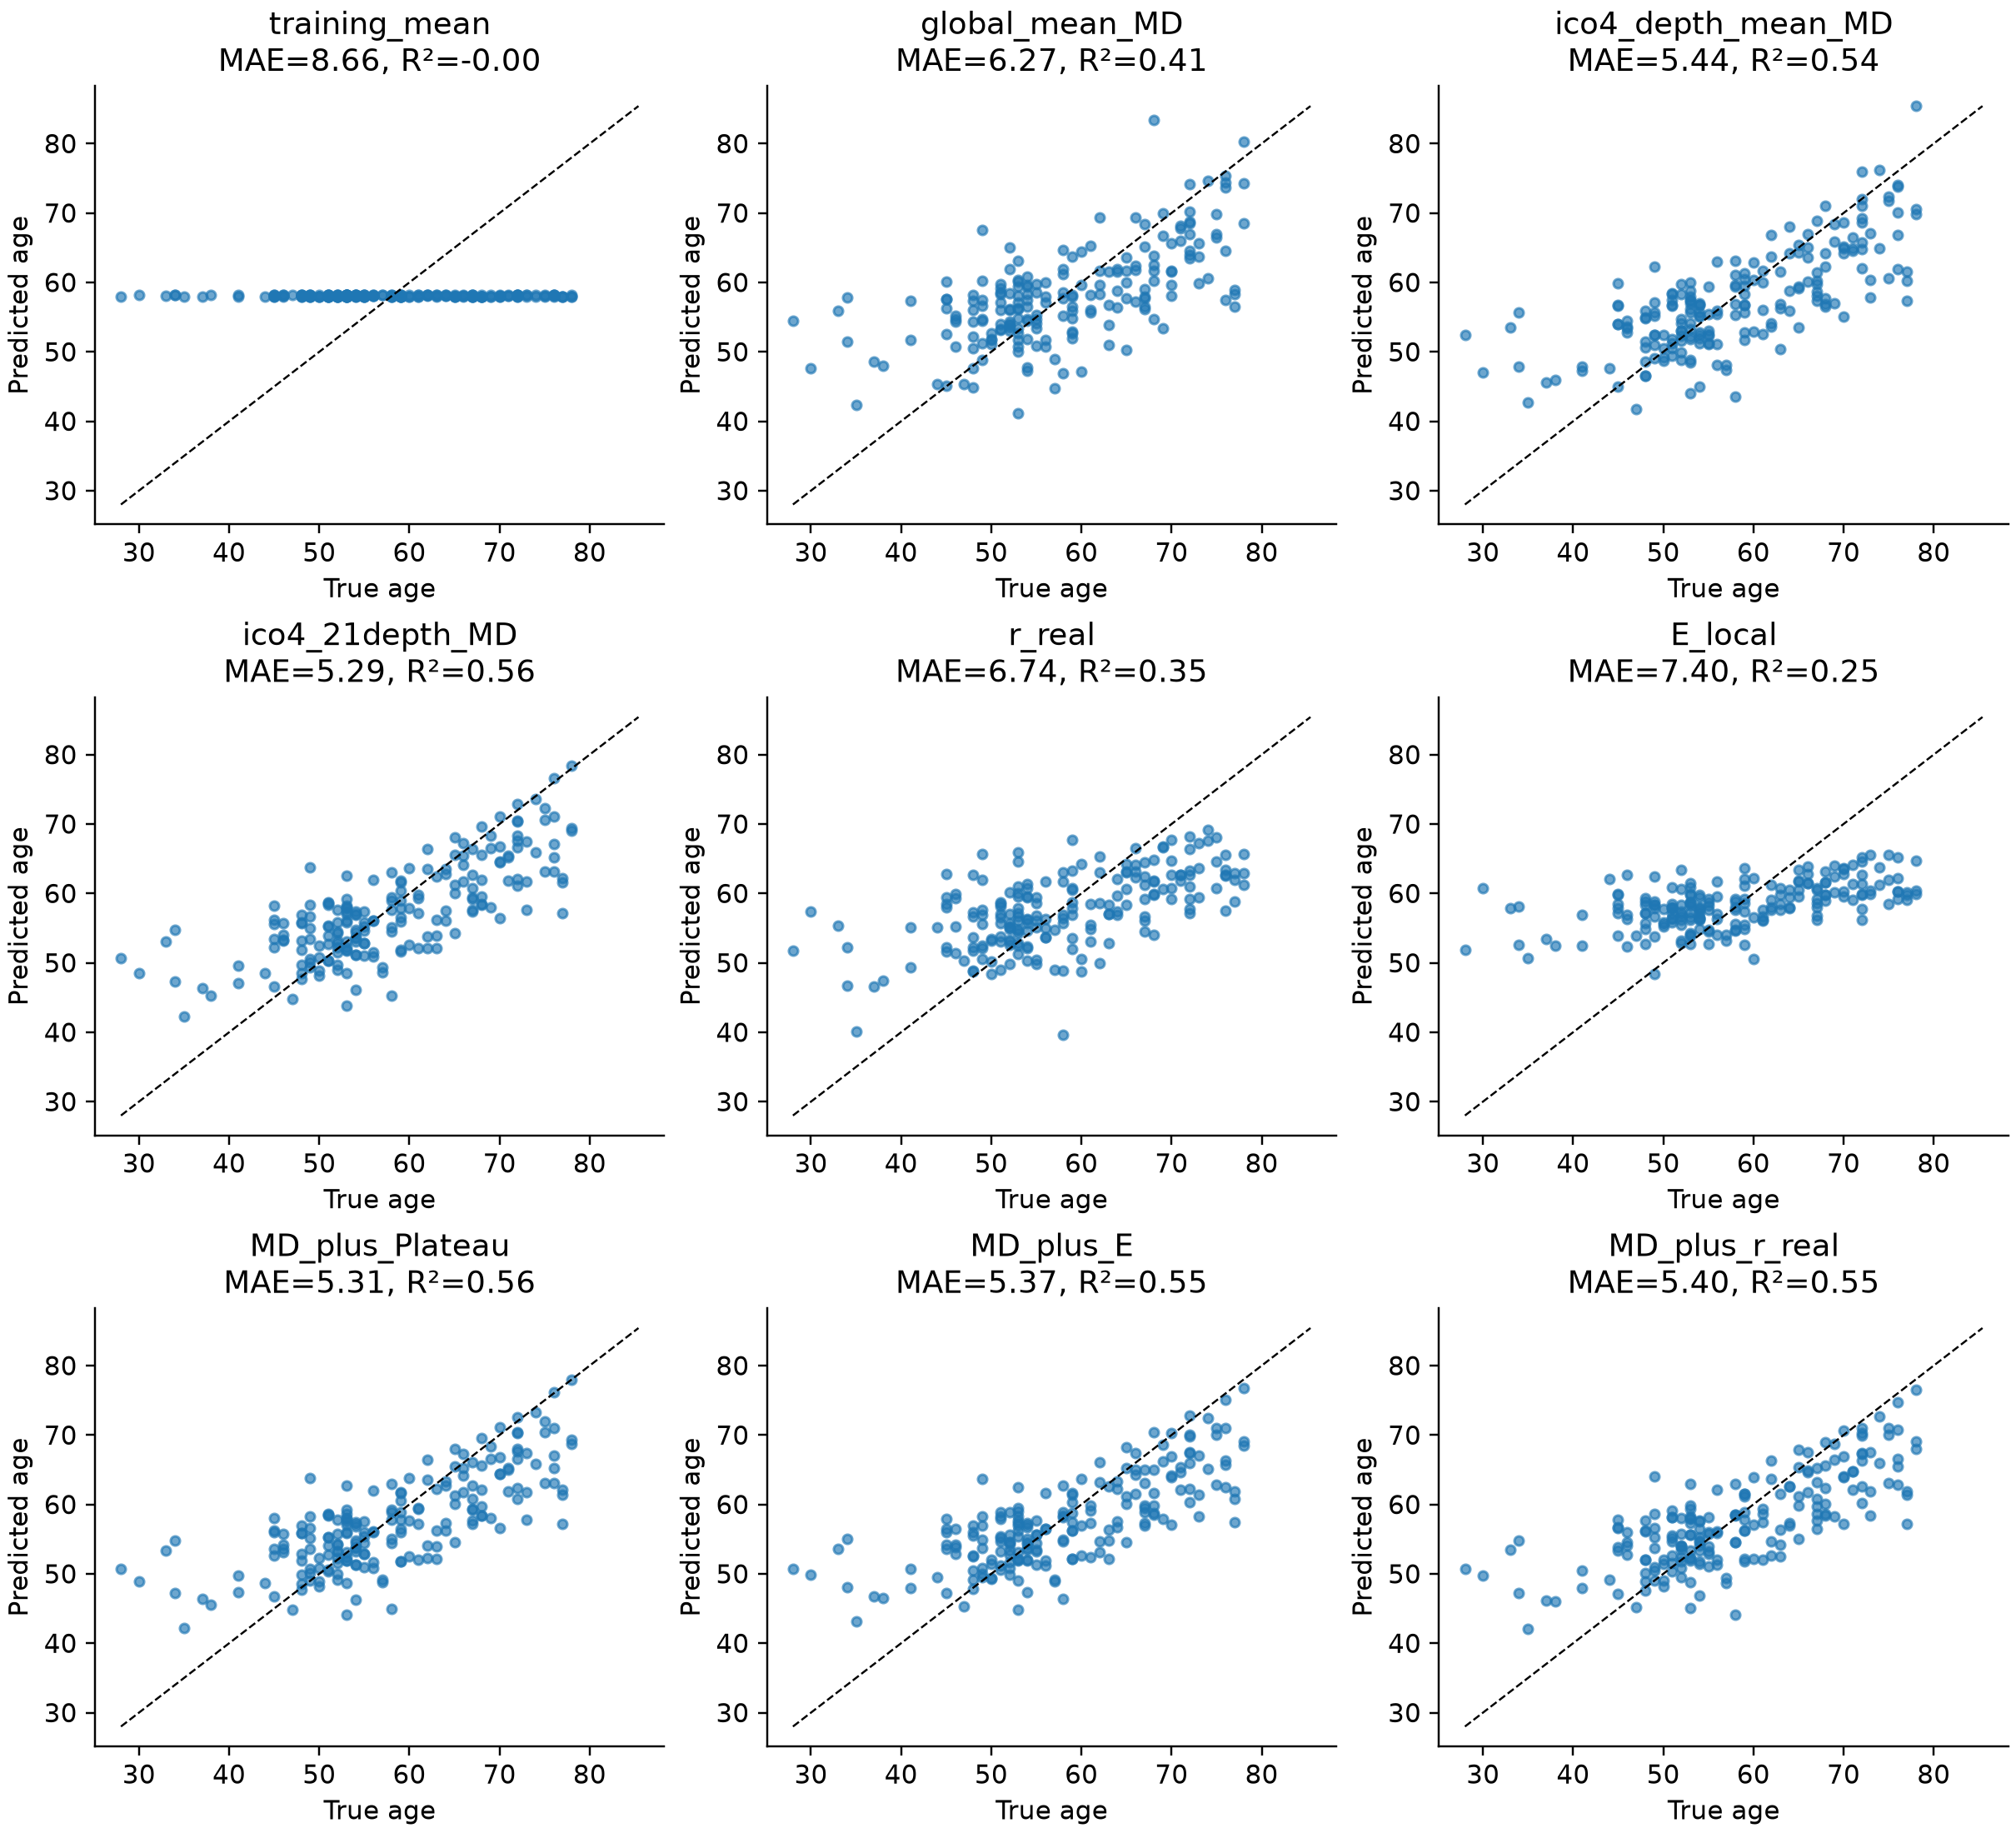 training_mean
MAE=8.66, R²=-0.00
global_mean_MD
MAE=6.27, R²=0.41
ico4_depth_mean_MD
MAE=5.44, R²=0.54
Predicted age
80
70
60
50
40
30
30 40 50 60 70 80
True age
Predicted age
80
70
60
50
40
30
30 40 50 60 70 80
True age
Predicted age
80
70
60
50
40
30
30 40 50 60 70 80
True age
ico4_21depth_MD
MAE=5.29, R²=0.56
r_real
MAE=6.74, R²=0.35
E_local
MAE=7.40, R²=0.25
Predicted age
80
70
60
50
40
30
30 40 50 60 70 80
True age
Predicted age
80
70
60
50
40
30
30 40 50 60 70 80
True age
Predicted age
80
70
60
50
40
30
30 40 50 60 70 80
True age
MD_plus_Plateau
MAE=5.31, R²=0.56
MD_plus_E
MAE=5.37, R²=0.55
MD_plus_r_real
MAE=5.40, R²=0.55
Predicted age
80
70
60
50
40
30
30 40 50 60 70 80
True age
Predicted age
80
70
60
50
40
30
30 40 50 60 70 80
True age
Predicted age
80
70
60
50
40
30
30 40 50 60 70 80
True age